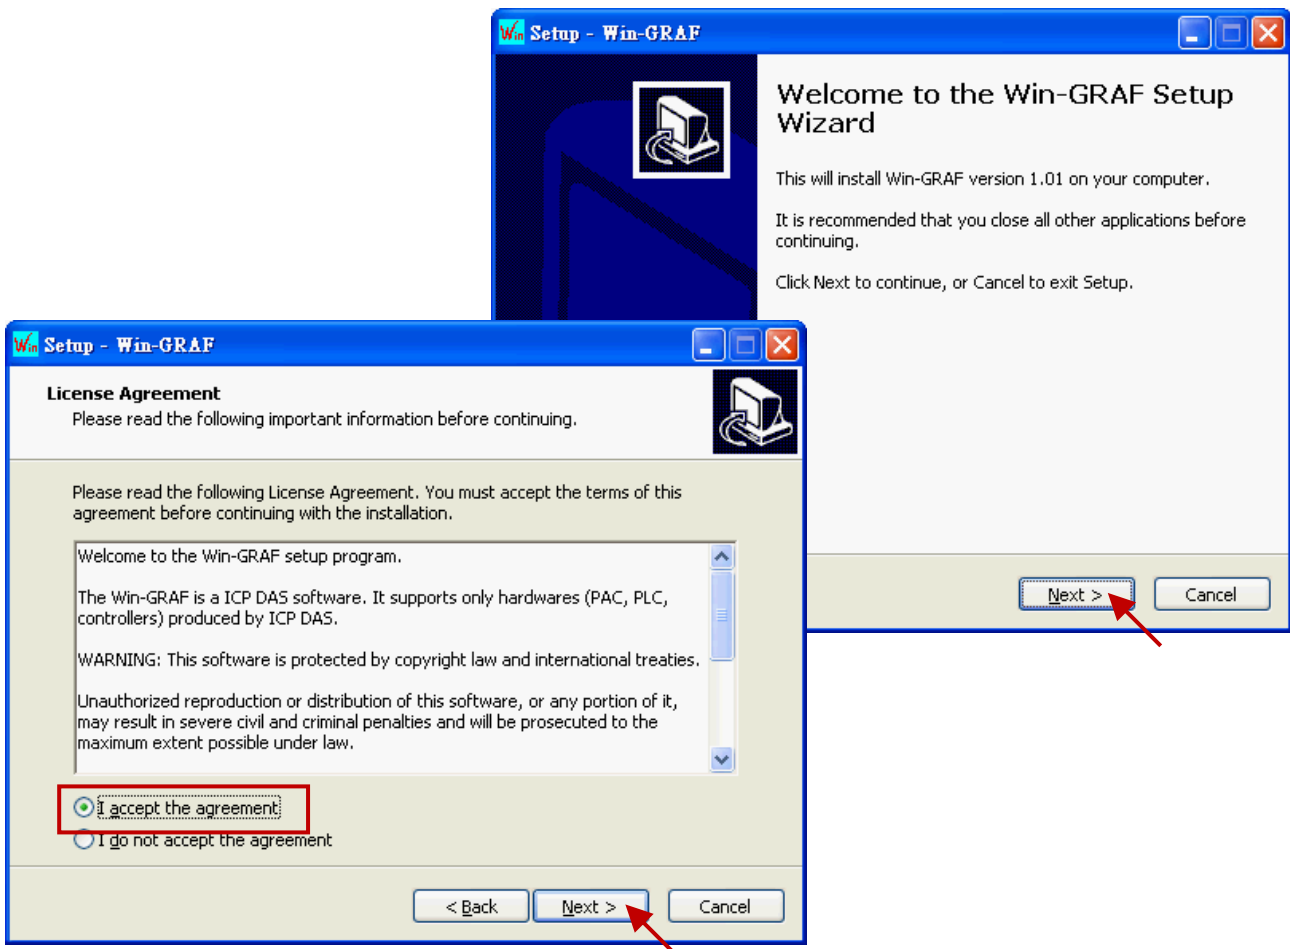 Win Setup - Win-GRAF
Welcome to the Win-GRAF Setup
Wizard
This will install Win-GRAF version 1.01 on your computer.
It is recommended that you close all other applications before
continuing.
Click Next to continue, or Cancel to exit Setup.
Next >
Cancel
Win Setup - Win-GRAF
License Agreement
Please read the following important information before continuing.
Please read the following License Agreement. You must accept the terms of this
agreement before continuing with the installation.
Welcome to the Win-GRAF setup program.
The Win-GRAF is a ICP DAS software. It supports only hardwares (PAC, PLC,
controllers) produced by ICP DAS.
WARNING: This software is protected by copyright law and international treaties.
Unauthorized reproduction or distribution of this software, or any portion of it,
may result in severe civil and criminal penalties and will be prosecuted to the
maximum extent possible under law.
I accept the agreement
I do not accept the agreement
< Back
Next >
Cancel